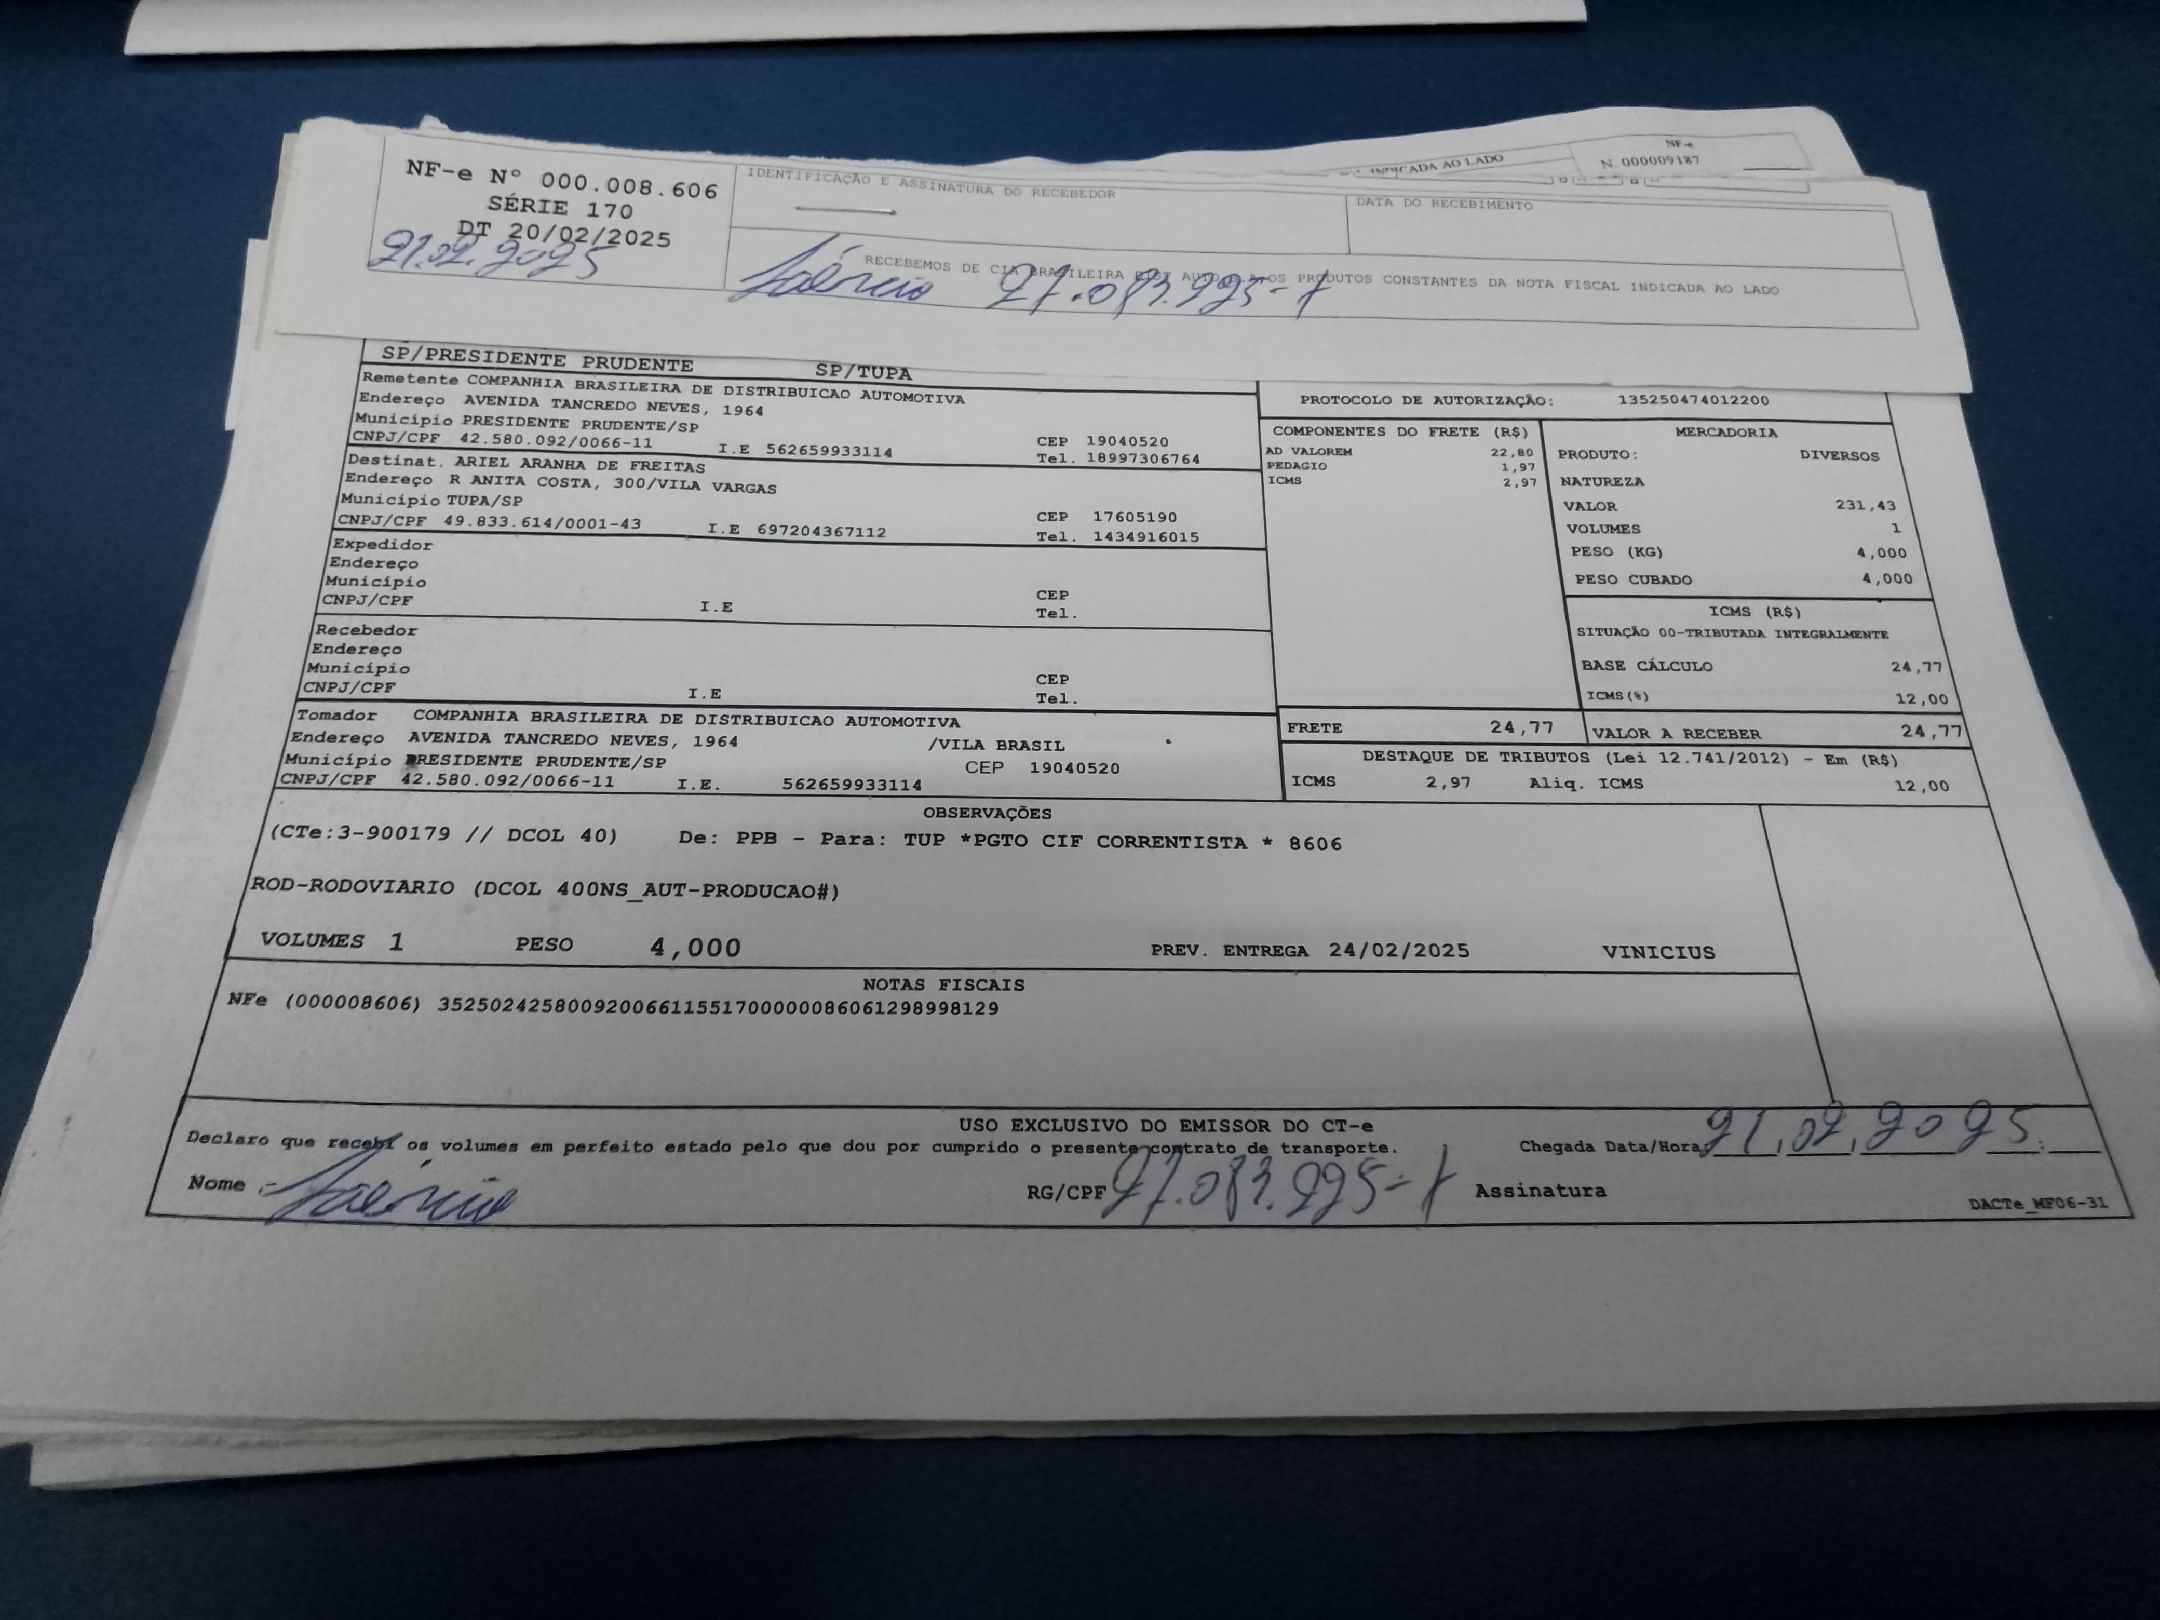 INDICADA AO LADO
NF-e
N. 000009187
NF-e Nº 000.008.606
SÉRIE 170
DT 20/02/2025
21.02.2025
IDENTIFICAÇÃO E ASSINATURA DO RECEBEDOR
DATA DO RECEBIMENTO
RECEBEMOS DE CIA BRASILEIRA DIST AUTO OS PRODUTOS CONSTANTES DA NOTA FISCAL INDICADA AO LADO
SP/PRESIDENTE PRUDENTE SP/TUPA
Remetente COMPANHIA BRASILEIRA DE DISTRIBUICAO AUTOMOTIVA
Endereço AVENIDA TANCREDO NEVES, 1964
Município PRESIDENTE PRUDENTE/SP
CEP 19040520
CNPJ/CPF 42.580.092/0066-11 I.E 562659933114 Tel. 18997306764
Destinat. ARIEL ARANHA DE FREITAS
Endereço R ANITA COSTA, 300/VILA VARGAS
Município TUPA/SP
CEP 17605190
CNPJ/CPF 49.833.614/0001-43 I.E 697204367112 Tel. 1434916015
Expedidor
Endereço
Município
CEP
CNPJ/CPF I.E Tel.
Recebedor
Endereço
Município
CEP
CNPJ/CPF I.E Tel.
Tomador COMPANHIA BRASILEIRA DE DISTRIBUICAO AUTOMOTIVA
Endereço AVENIDA TANCREDO NEVES, 1964 /VILA BRASIL
Município PRESIDENTE PRUDENTE/SP CEP 19040520
CNPJ/CPF 42.580.092/0066-11 I.E. 562659933114
PROTOCOLO DE AUTORIZAÇÃO: 135250474012200
COMPONENTES DO FRETE (R$)
AD VALOREM 22,80
PEDAGIO 1,97
ICMS 2,97
MERCADORIA
PRODUTO: DIVERSOS
NATUREZA
VALOR 231,43
VOLUMES 1
PESO (KG) 4,000
PESO CUBADO 4,000
ICMS (R$)
SITUAÇÃO 00-TRIBUTADA INTEGRALMENTE
BASE CÁLCULO 24,77
ICMS(%) 12,00
FRETE 24,77
VALOR A RECEBER 24,77
DESTAQUE DE TRIBUTOS (Lei 12.741/2012) - Em (R$)
ICMS 2,97 Aliq. ICMS 12,00
OBSERVAÇÕES
(CTe:3-900179 // DCOL 40) De: PPB - Para: TUP *PGTO CIF CORRENTISTA * 8606
ROD-RODOVIARIO (DCOL 400NS_AUT-PRODUCAO#)
VOLUMES 1 PESO 4,000 PREV. ENTREGA 24/02/2025 VINICIUS
NOTAS FISCAIS
NFe (000008606) 35250242580092006611551700000086061298998129
USO EXCLUSIVO DO EMISSOR DO CT-e
Declaro que recebi os volumes em perfeito estado pelo que dou por cumprido o presente contrato de transporte. Chegada Data/Hora 21.02.2025 :
Nome RG/CPF Assinatura
DACTe_MF06-31